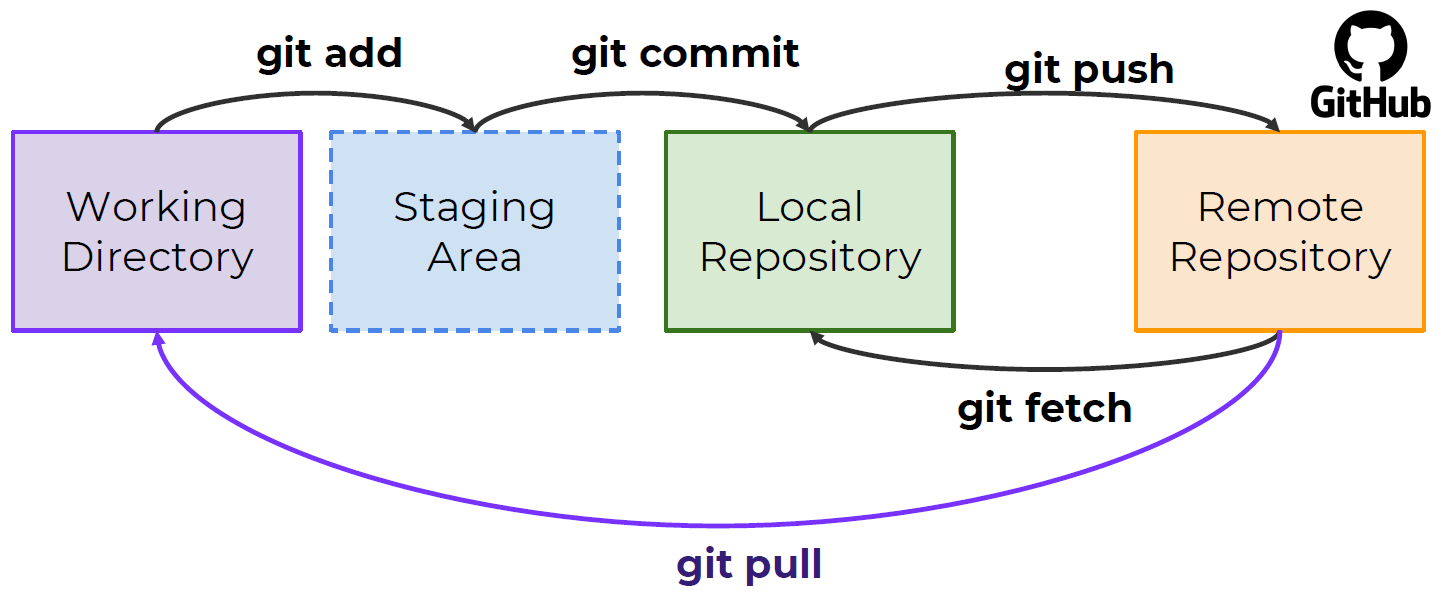 git add
git commit
git push
GitHub
Working
Directory
Staging
Area
Local
Repository
Remote
Repository
git fetch
git pull